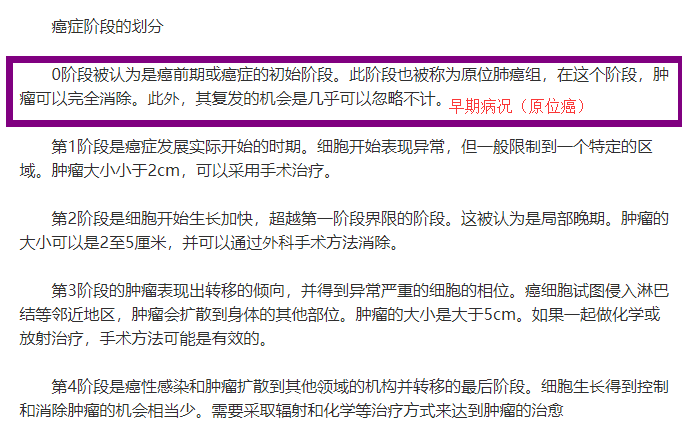 癌症阶段的划分
0阶段被认为是癌前期或癌症的初始阶段。此阶段也被称为原位肺癌组，在这个阶段，肿
瘤可以完全消除。此外，其复发的机会是几乎可以忽略不计。
早期病况（原位癌）
第1阶段是癌症发展实际开始的时期。细胞开始表现异常，但一般限制到一个特定的区
域。肿瘤大小小于2cm，可以采用手术治疗。
第2阶段是细胞开始生长加快，超越第一阶段界限的阶段。这被认为是局部晚期。肿瘤的
大小可以是2至5厘米，并可以通过外科手术方法消除。
第3阶段的肿瘤表现出转移的倾向，并得到异常严重的细胞的相位。癌细胞试图侵入淋巴
结等邻近地区，肿瘤会扩散到身体的其他部位。肿瘤的大小是大于5cm。如果一起做化学或
放射治疗，手术方法可能是有效的。
第4阶段是癌性感染和肿瘤扩散到其他领域的机构并转移的最后阶段。细胞生长得到控制
和消除肿瘤的机会相当少。需要采取辐射和化学等治疗方式来达到肿瘤的治愈